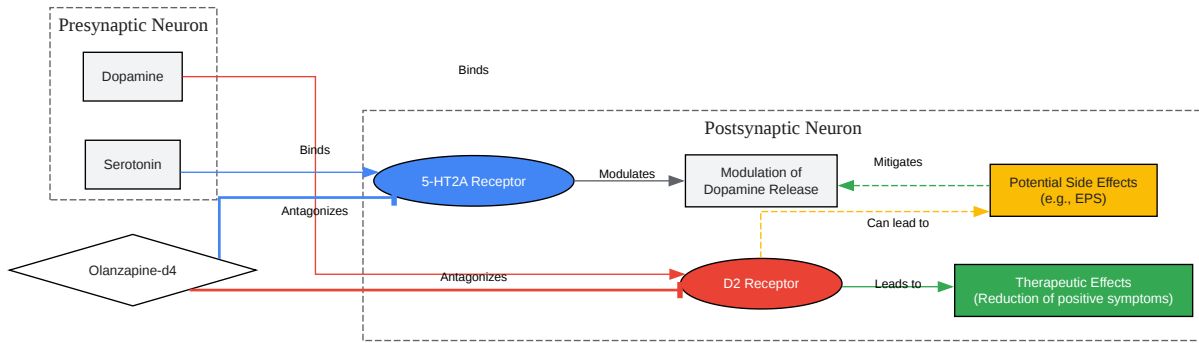 Presynaptic Neuron
Dopamine
Binds
Serotonin
Binds
Antagonizes
Olanzapine-d4
Antagonizes
Postsynaptic Neuron
5-HT2A Receptor
Modulates
Modulation of
Dopamine Release
Mitigates
Potential Side Effects
(e.g., EPS)
Can lead to
D2 Receptor
Leads to
Therapeutic Effects
(Reduction of positive symptoms)